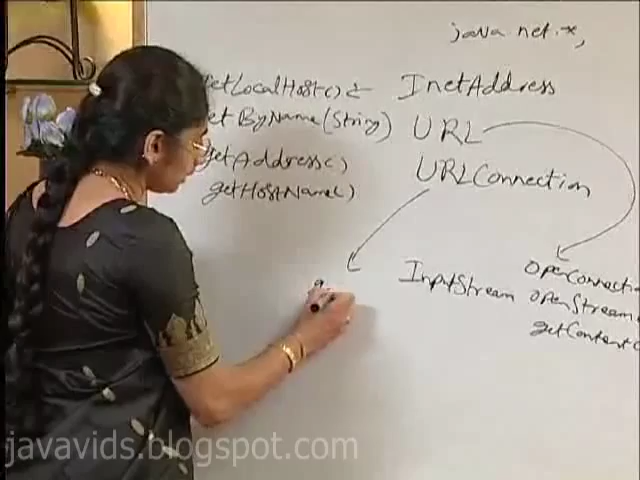 java.net.*;
getLocalHost() ← InetAddress
getByName(String) URL
getAddress() URLConnection
getHostName()
InputStream openConnection
openStream
getContent(
g
javavids.blogspot.com